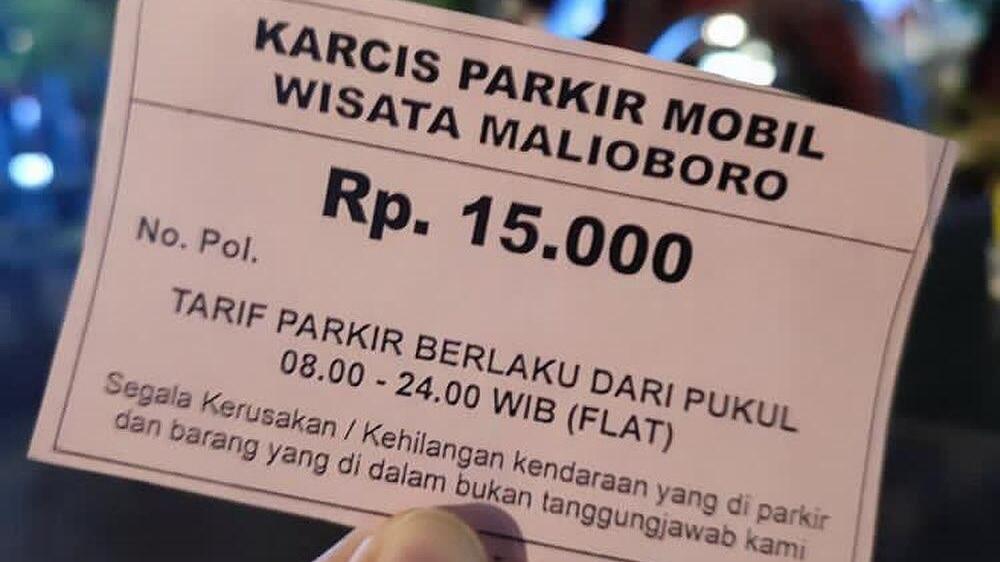 KARCIS PARKIR MOBIL
WISATA MALIOBORO
Rp. 15.000
No. Pol.
TARIF PARKIR BERLAKU DARI PUKUL
08.00 - 24.00 WIB (FLAT)
Segala Kerusakan / Kehilangan kendaraan yang di parkir
dan barang yang di dalam bukan tanggungjawab kami